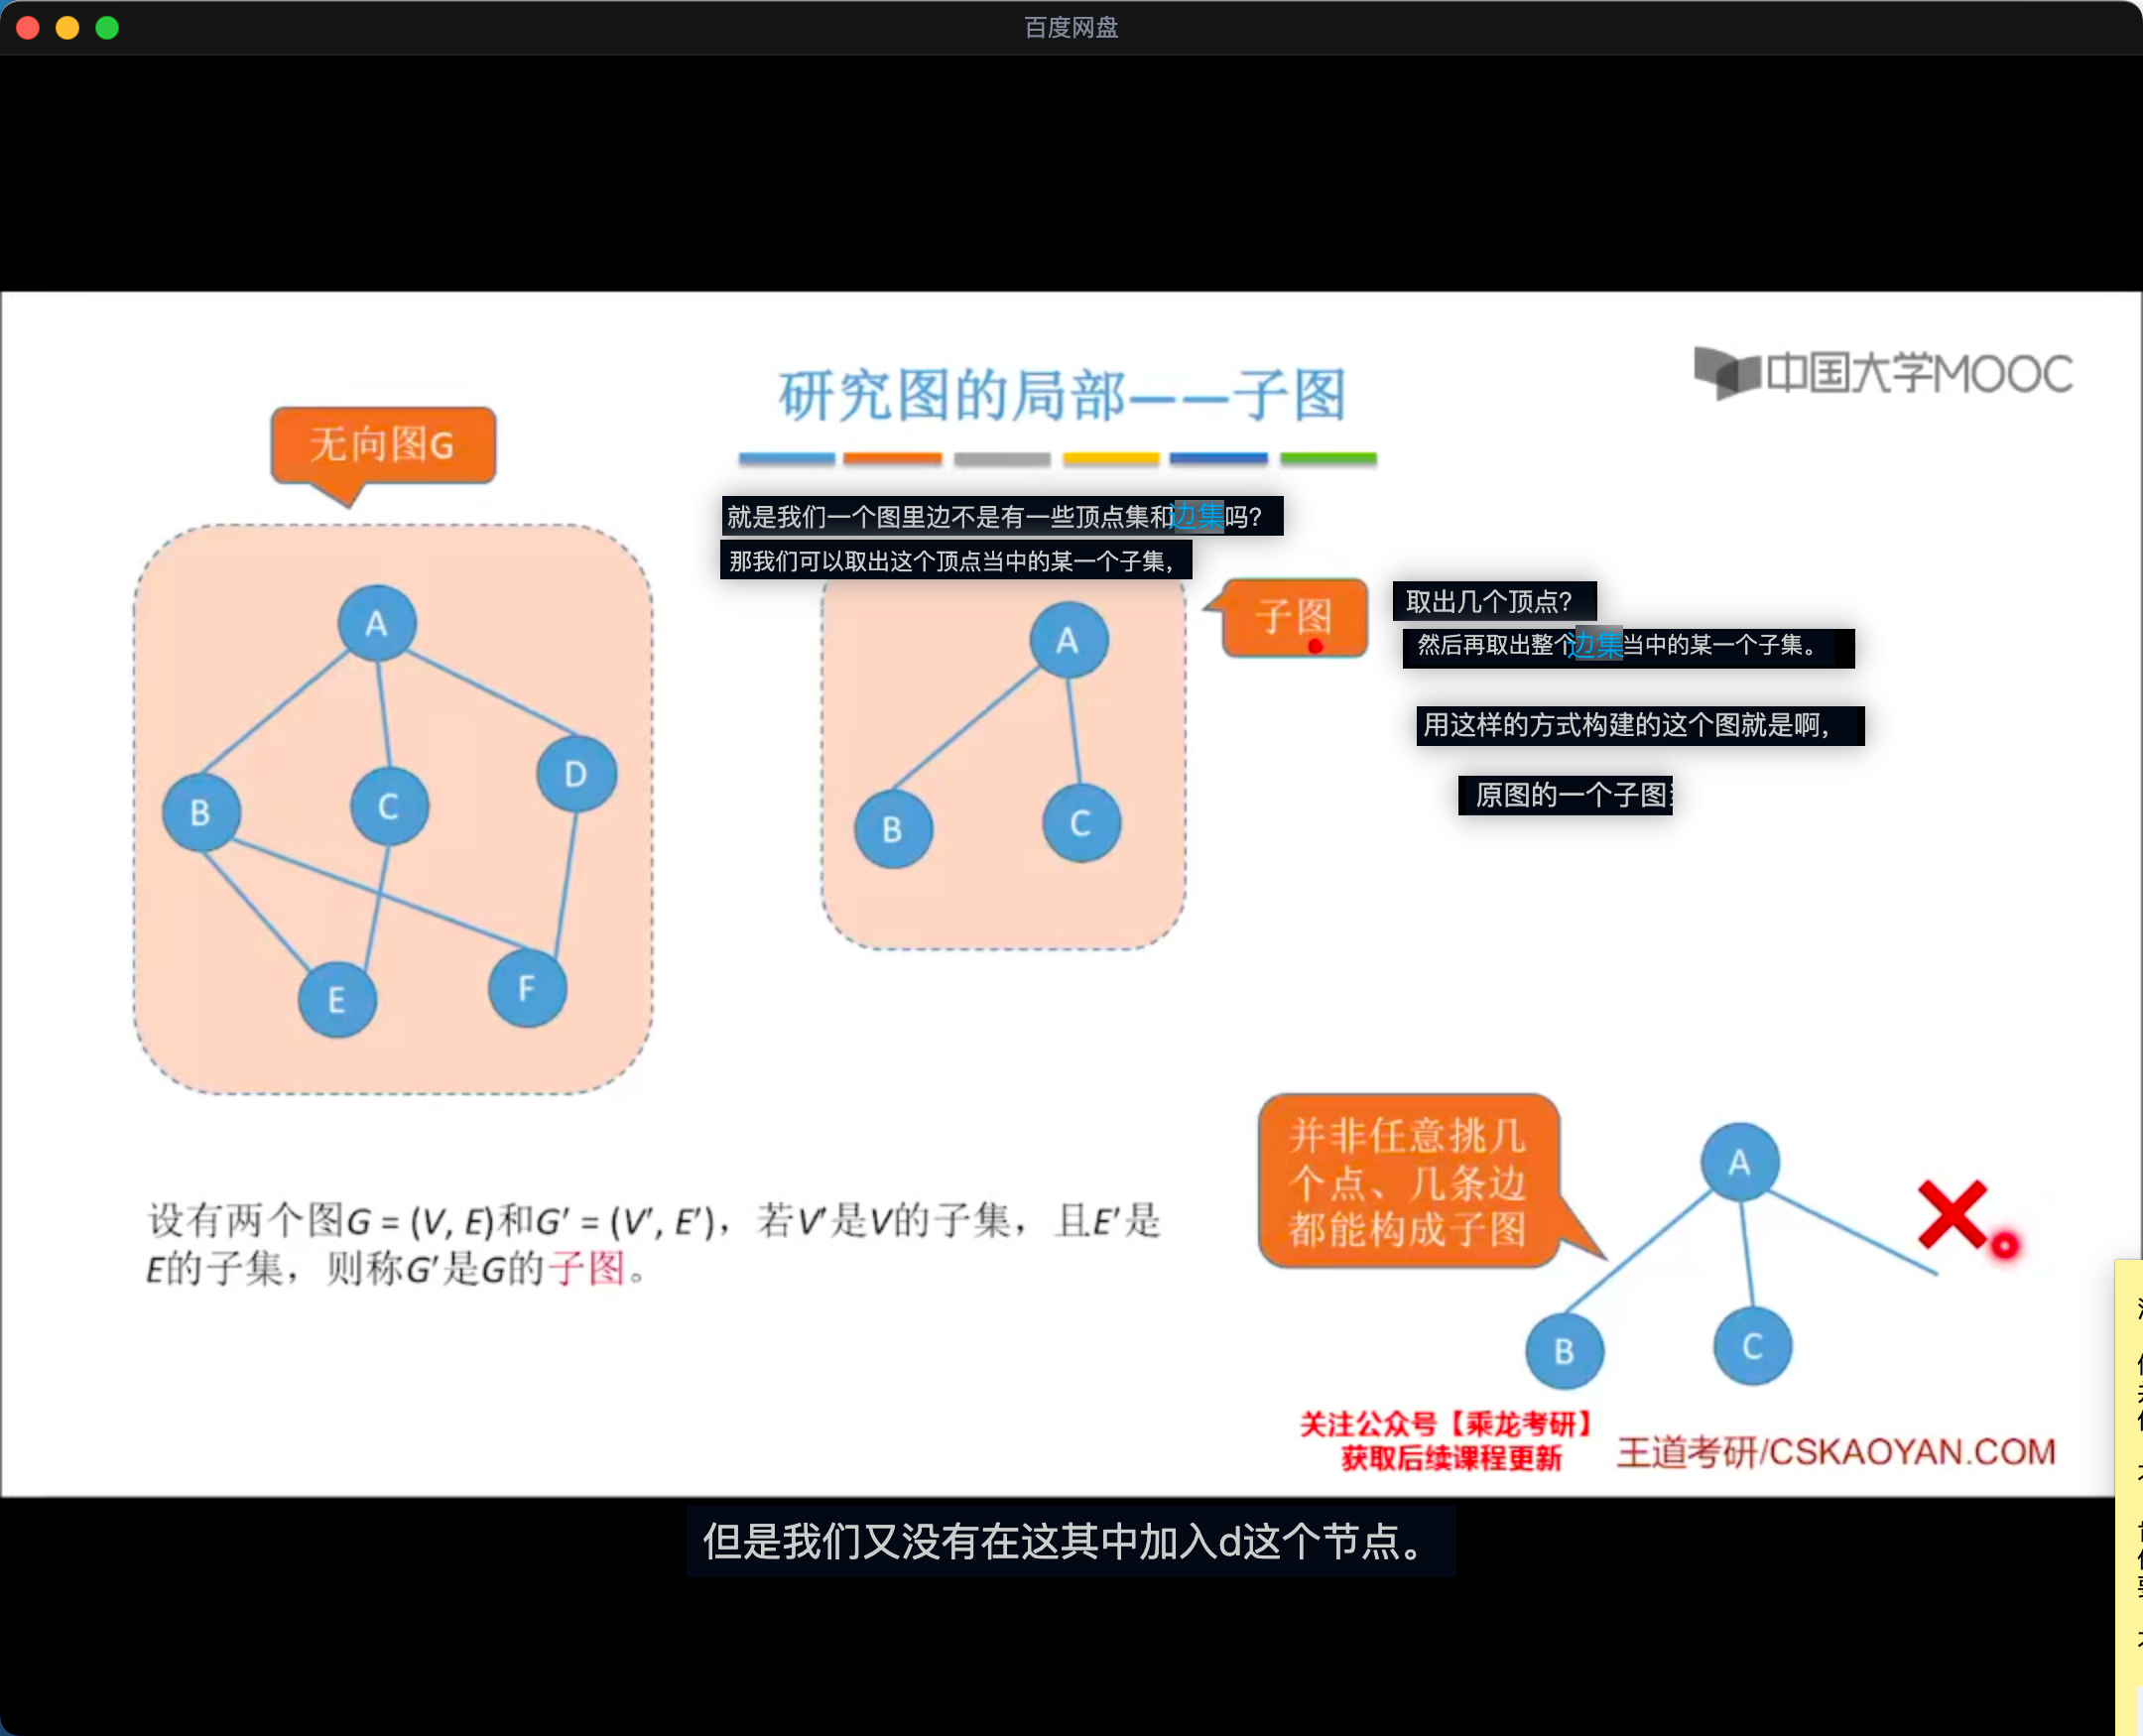 百度网盘
研究图的局部——子图
中国大学MOOC
无向图G
就是我们一个图里边不是有一些顶点集和边集吗?
那我们可以取出这个顶点当中的某一个子集,
子图
取出几个顶点?
然后再取出整个边集当中的某一个子集。
用这样的方式构建的这个图就是啊,
原图的一个子图
A
B
C
D
E
F
A
B
C
并非任意挑几
个点、几条边
都能构成子图
A
B
C
设有两个图G = (V, E)和G' = (V', E')，若V'是V的子集，且E'是
E的子集，则称G'是G的子图。
关注公众号【乘龙考研】
获取后续课程更新
王道考研/CSKAOYAN.COM
但是我们又没有在这其中加入d这个节点。